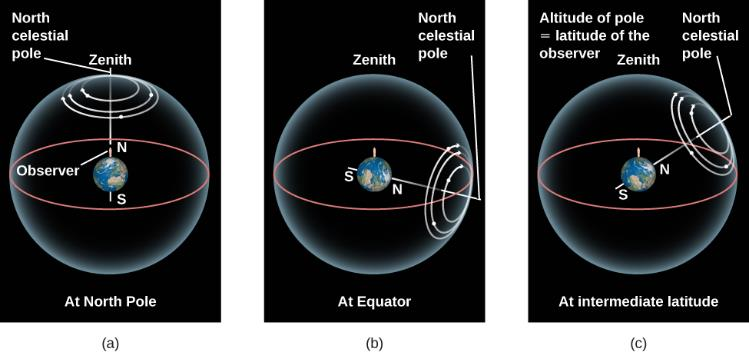 North
celestial
pole
Zenith
N
Observer
S
At North Pole
(a)
North
celestial
pole
Zenith
S
N
At Equator
(b)
Altitude of pole
= latitude of the
observer
Zenith
North
celestial
pole
N
S
At intermediate latitude
(c)